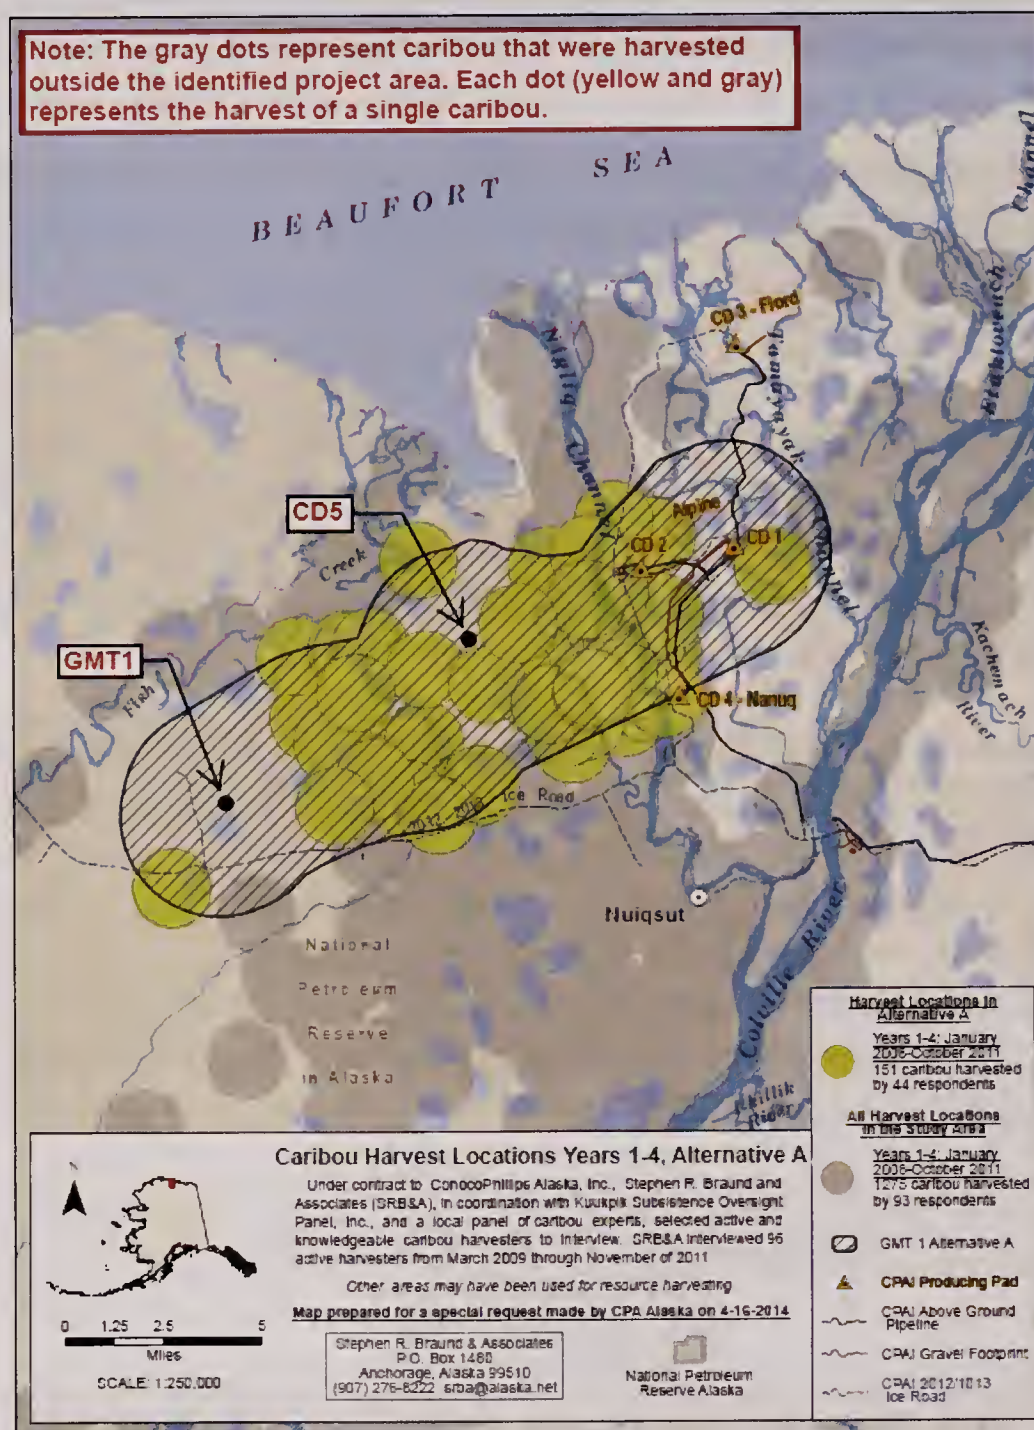 Note: The gray dots represent caribou that were harvested
outside the identified project area. Each dot (yellow and gray)
represents the harvest of a single caribou.
BEAUFORT SEA
Channel
CD 3 - Fiord
Nigliq
Channel
Tamayayak
Channel
Elaktoveach
CD5
Alpine
CD 2
CD 1
Creek
GMT1
Fish
Kachemach
River
CD 4 - Nanuq
2012 - 2013 Ice Road
Nuiqsut
Colville River
National
Petroleum
Reserve
in Alaska
River
Harvest Locations in
Alternative A
Years 1-4: January
2008-October 2011
151 caribou harvested
by 44 respondents
All Harvest Locations
in the Study Area
Years 1-4: January
2008-October 2011
1275 caribou harvested
by 93 respondents
GMT 1 Alternative A
CPAI Producing Pad
CPAI Above Ground
Pipeline
CPAI Gravel Footprint
CPAI 2012/1013
Ice Road
Caribou Harvest Locations Years 1-4, Alternative A
Under contract to ConocoPhillips Alaska, Inc., Stephen R. Braund and
Associates (SRB&A), in coordination with Kuukpik Subsistence Oversight
Panel, Inc., and a local panel of caribou experts, selected active and
knowledgeable caribou harvesters to interview. SRB&A interviewed 96
active harvesters from March 2009 through November of 2011
Other areas may have been used for resource harvesting
Map prepared for a special request made by CPA Alaska on 4-16-2014
N
0 1.25 2.5 5
Miles
SCALE: 1:250,000
Stephen R. Braund & Associates
P.O. Box 1480
Anchorage, Alaska 99510
(907) 276-8222 srba@alaska.net
National Petroleum
Reserve Alaska